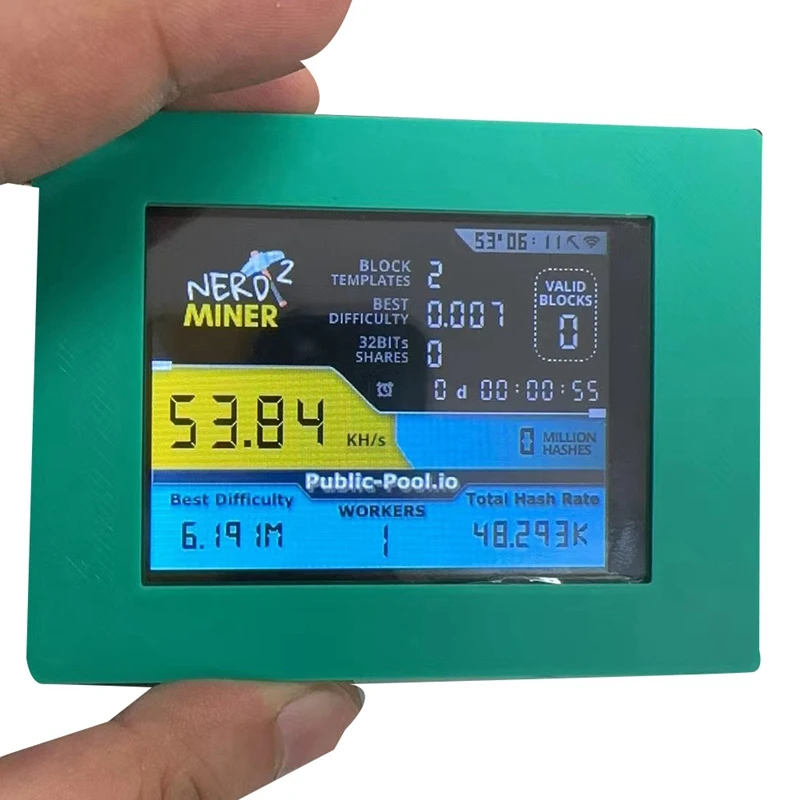 53°06:11
NERD 2
MINER
BLOCK TEMPLATES 2
BEST DIFFICULTY 0.007
32BITs SHARES 0
VALID BLOCKS
0
0 d 00:00:55
53.84 KH/s
0 MILLION HASHES
Public-Pool.io
Best Difficulty
WORKERS
Total Hash Rate
6.191M
1
48.293K